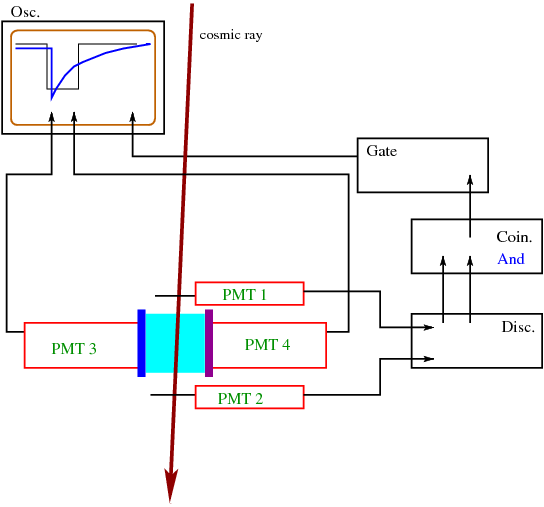 Osc.
cosmic ray
Gate
Coin.
And
PMT 1
Disc.
PMT 3
PMT 4
PMT 2